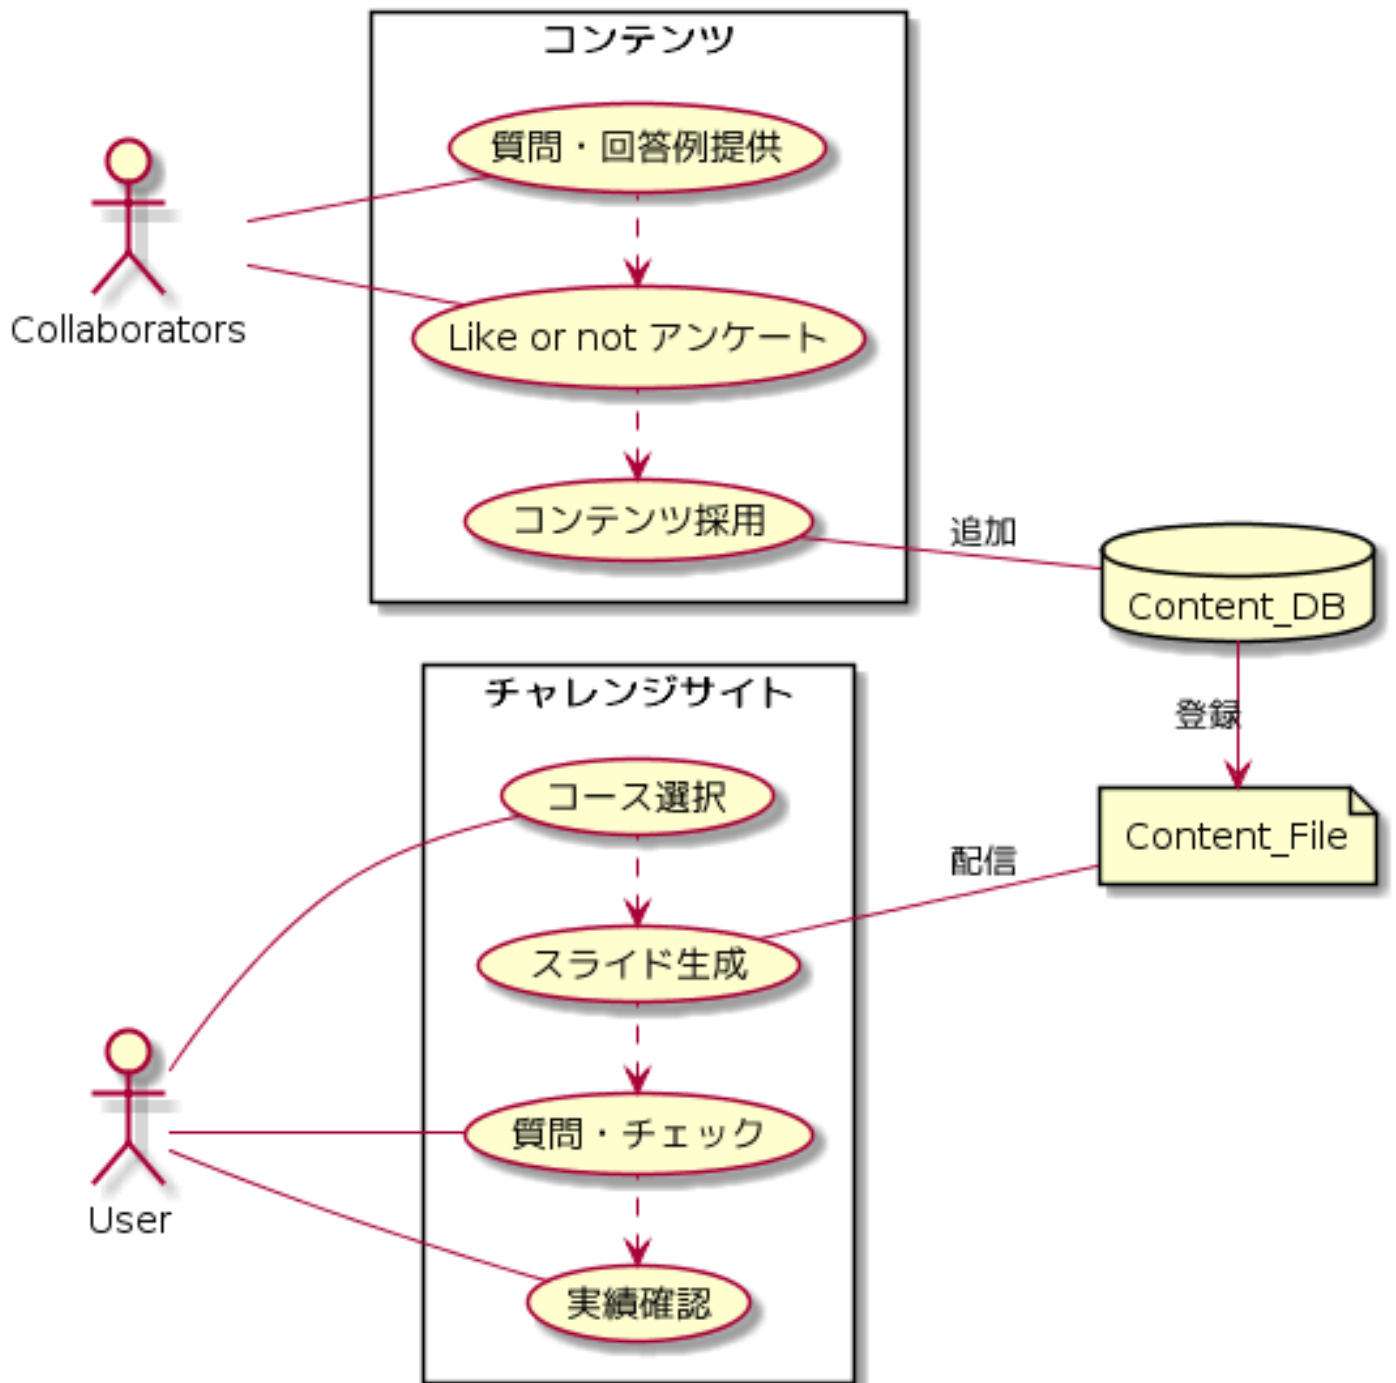 コンテンツ
質問・回答例提供
Collaborators
Like or not アンケート
コンテンツ採用
追加
Content_DB
登録
チャレンジサイト
コース選択
Content_File
配信
スライド生成
質問・チェック
User
実績確認